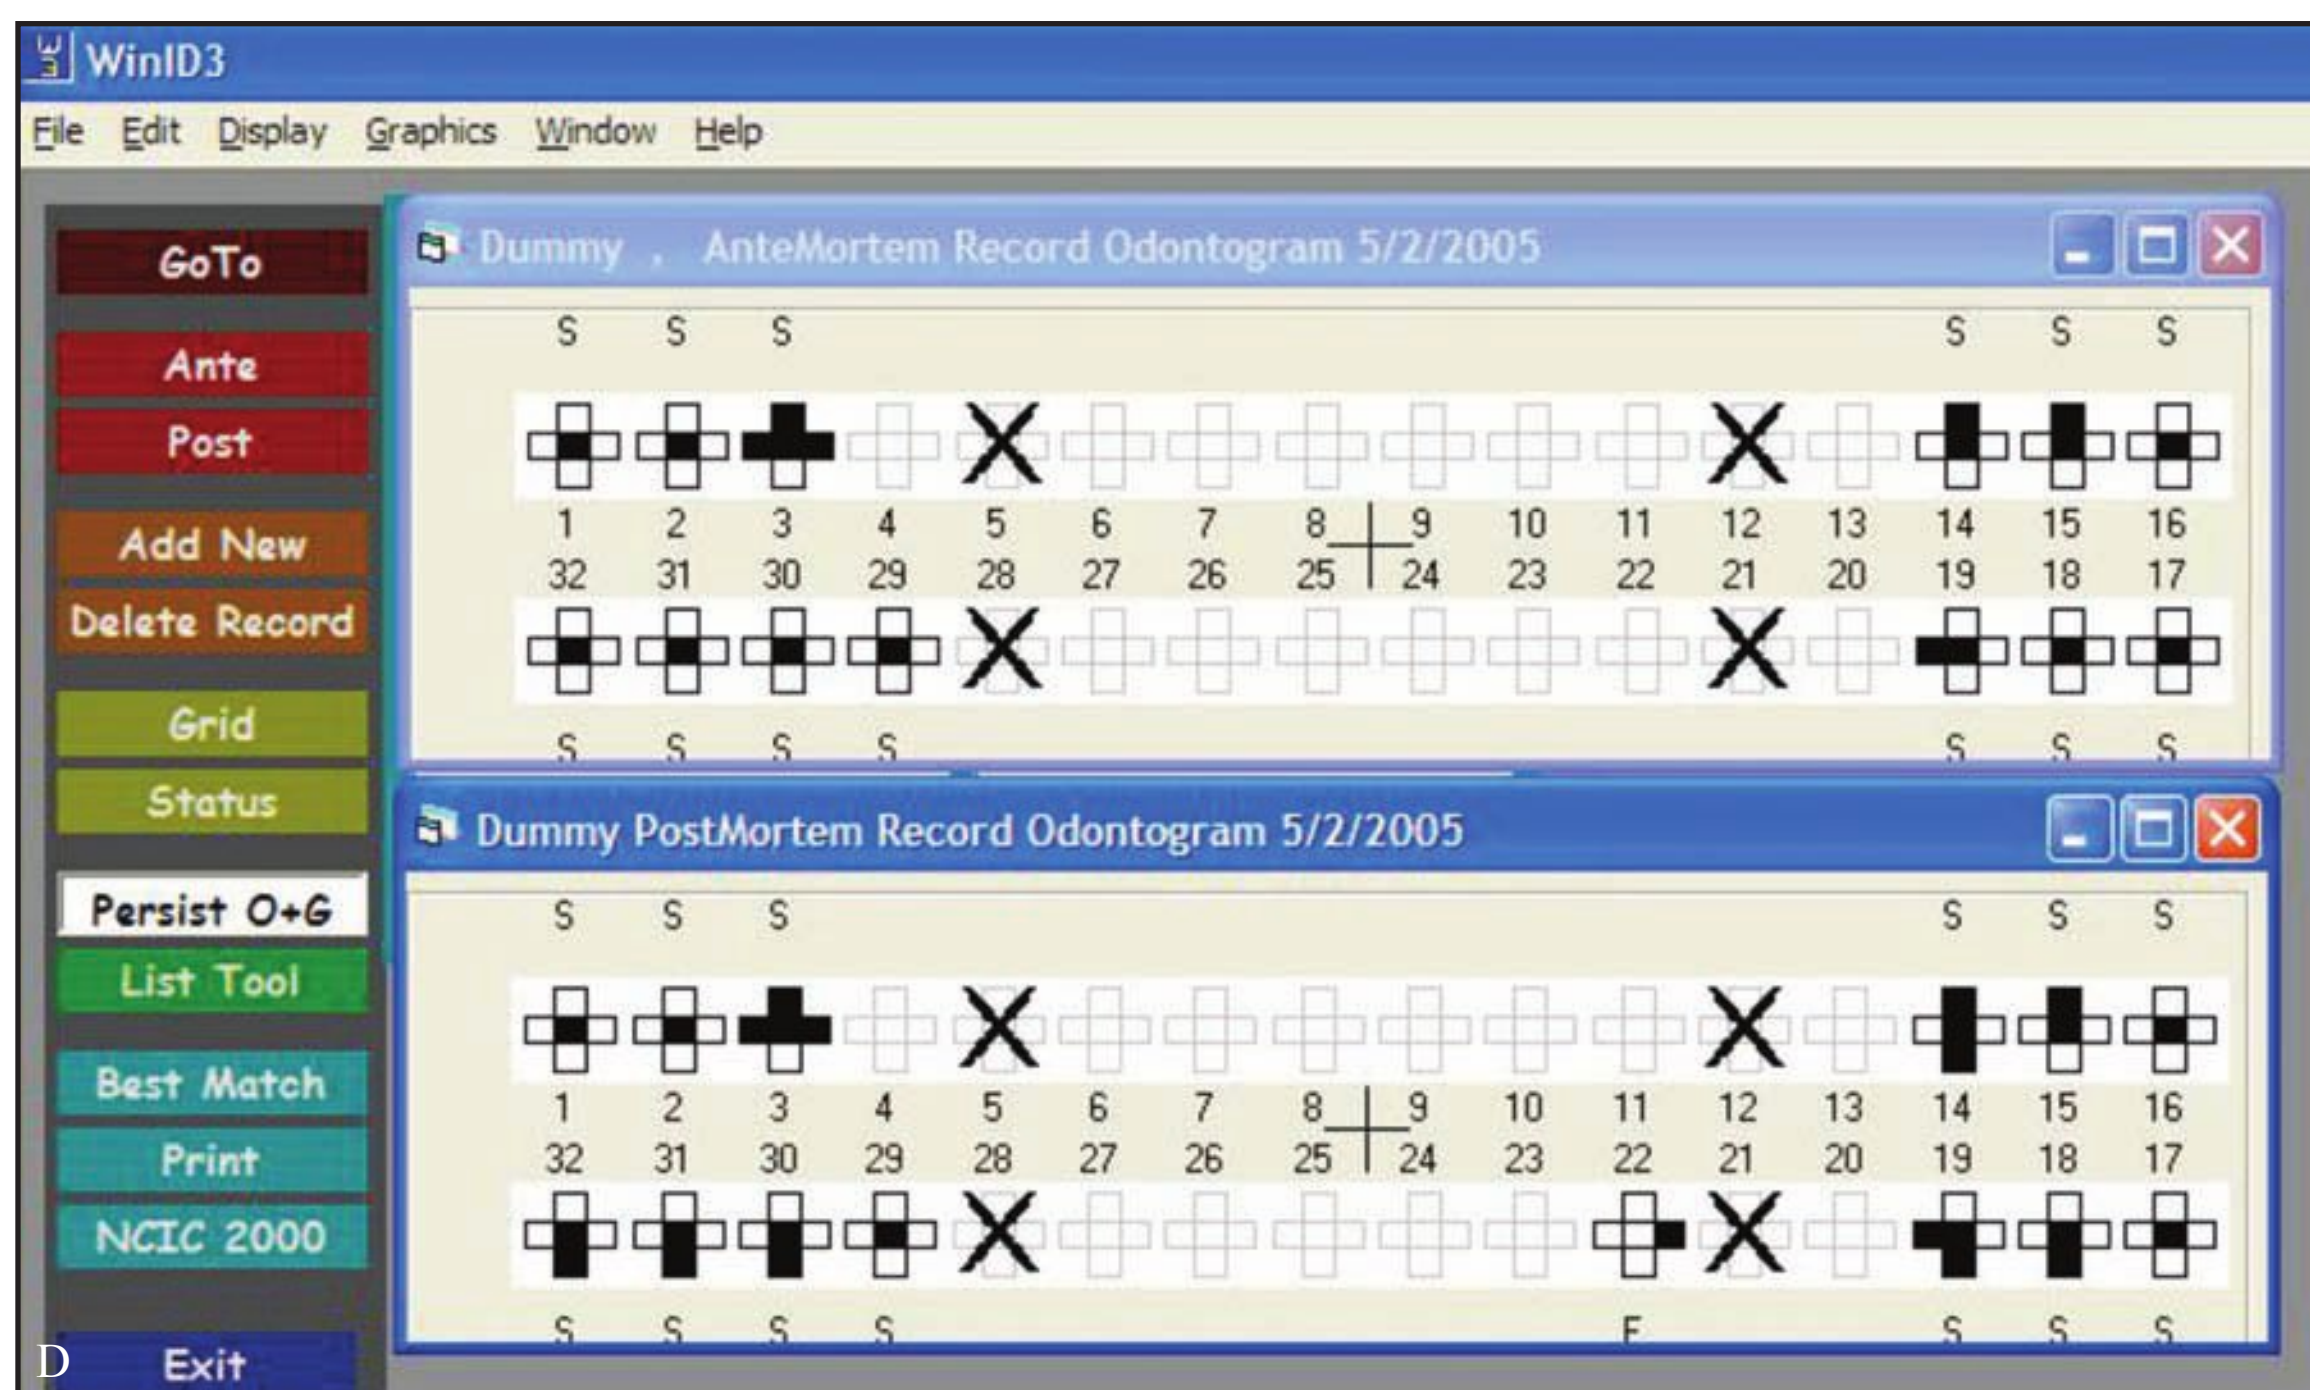 WinID3
File Edit Display Graphics Window Help
GoTo
Ante
Post
Add New
Delete Record
Grid
Status
Persist O+G
List Tool
Best Match
Print
NCIC 2000
Exit
D
Dummy , AnteMortem Record Odontogram 5/2/2005
S S S S S S
1 2 3 4 5 6 7 8 9 10 11 12 13 14 15 16
32 31 30 29 28 27 26 25 24 23 22 21 20 19 18 17
S S S S S S S
Dummy PostMortem Record Odontogram 5/2/2005
S S S S S S
1 2 3 4 5 6 7 8 9 10 11 12 13 14 15 16
32 31 30 29 28 27 26 25 24 23 22 21 20 19 18 17
S S S S S S S